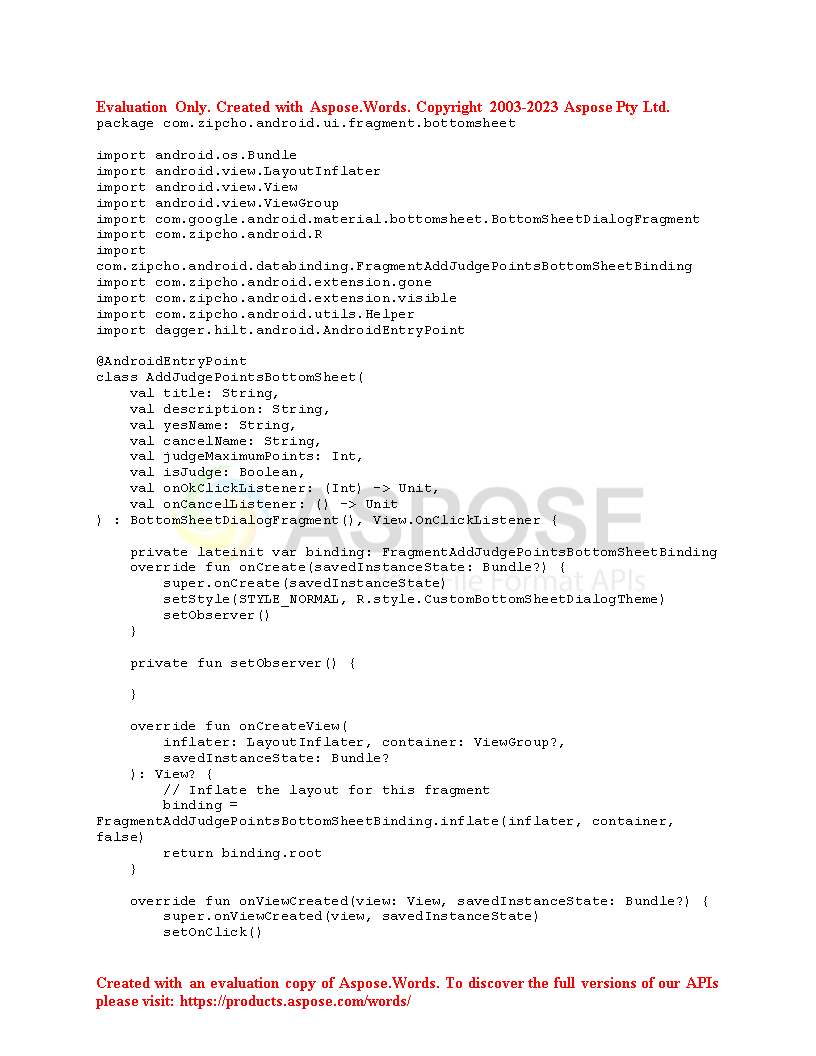 Evaluation Only. Created with Aspose.Words. Copyright 2003-2023 Aspose Pty Ltd.
package com.zipcho.android.ui.fragment.bottomsheet

import android.os.Bundle
import android.view.LayoutInflater
import android.view.View
import android.view.ViewGroup
import com.google.android.material.bottomsheet.BottomSheetDialogFragment
import com.zipcho.android.R
import
com.zipcho.android.databinding.FragmentAddJudgePointsBottomSheetBinding
import com.zipcho.android.extension.gone
import com.zipcho.android.extension.visible
import com.zipcho.android.utils.Helper
import dagger.hilt.android.AndroidEntryPoint

@AndroidEntryPoint
class AddJudgePointsBottomSheet(
    val title: String,
    val description: String,
    val yesName: String,
    val cancelName: String,
    val judgeMaximumPoints: Int,
    val isJudge: Boolean,
    val onOkClickListener: (Int) -> Unit,
    val onCancelListener: () -> Unit
) : BottomSheetDialogFragment(), View.OnClickListener {

    private lateinit var binding: FragmentAddJudgePointsBottomSheetBinding
    override fun onCreate(savedInstanceState: Bundle?) {
        super.onCreate(savedInstanceState)
        setStyle(STYLE_NORMAL, R.style.CustomBottomSheetDialogTheme)
        setObserver()
    }

    private fun setObserver() {

    }

    override fun onCreateView(
        inflater: LayoutInflater, container: ViewGroup?,
        savedInstanceState: Bundle?
    ): View? {
        // Inflate the layout for this fragment
        binding =
FragmentAddJudgePointsBottomSheetBinding.inflate(inflater, container,
false)
        return binding.root
    }

    override fun onViewCreated(view: View, savedInstanceState: Bundle?) {
        super.onViewCreated(view, savedInstanceState)
        setOnClick()

ASPOSE
File Format APIs

Created with an evaluation copy of Aspose.Words. To discover the full versions of our APIs
please visit: https://products.aspose.com/words/